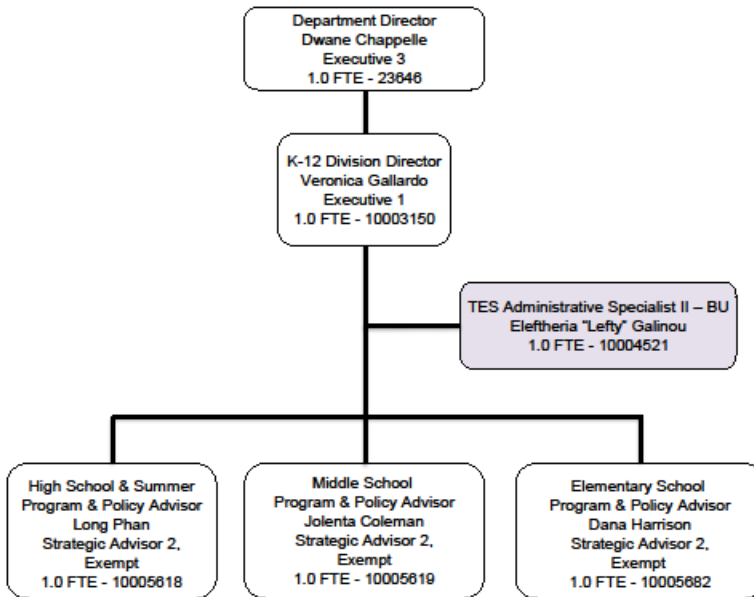 Department Director
Dwane Chappelle
Executive 3
1.0 FTE - 23646
K-12 Division Director
Veronica Gallardo
Executive 1
1.0 FTE - 10003150
TES Administrative Specialist II – BU
Eleftheria "Lefty" Galinou
1.0 FTE - 10004521
High School & Summer
Program & Policy Advisor
Long Phan
Strategic Advisor 2,
Exempt
1.0 FTE - 10005618
Middle School
Program & Policy Advisor
Jolenta Coleman
Strategic Advisor 2,
Exempt
1.0 FTE - 10005619
Elementary School
Program & Policy Advisor
Dana Harrison
Strategic Advisor 2,
Exempt
1.0 FTE - 10005682